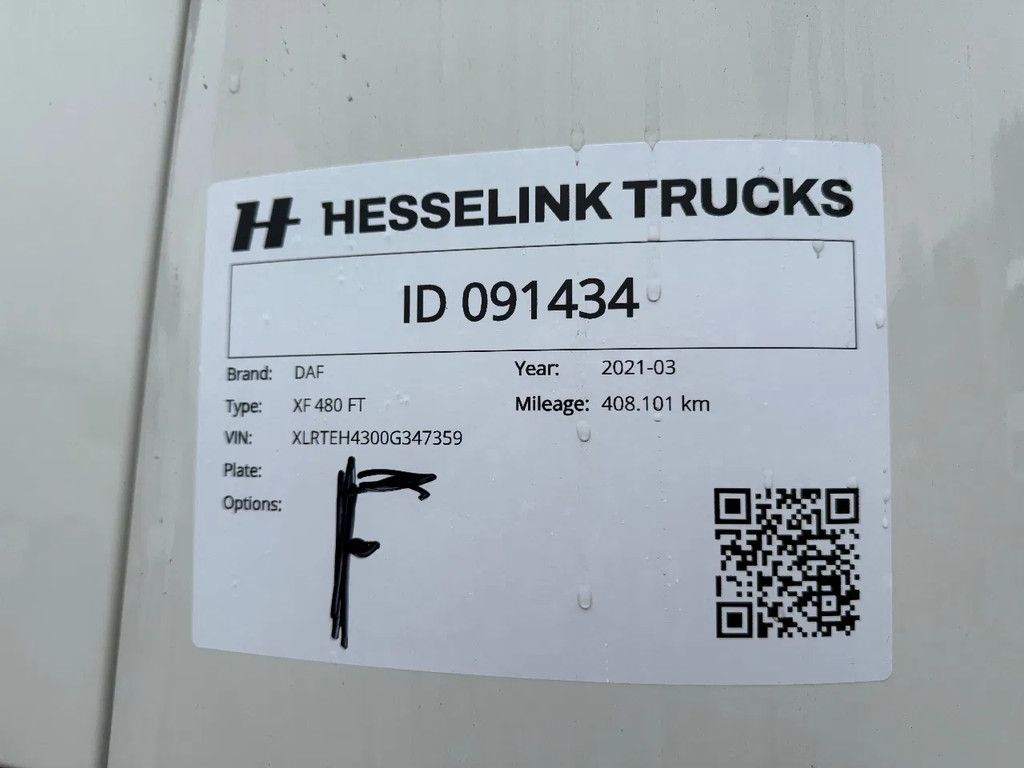 H HESSELINK TRUCKS
ID 091434
Brand: DAF Year: 2021-03
Type: XF 480 FT Mileage: 408.101 km
VIN: XLRTEH4300G347359
Plate:
Options:
F